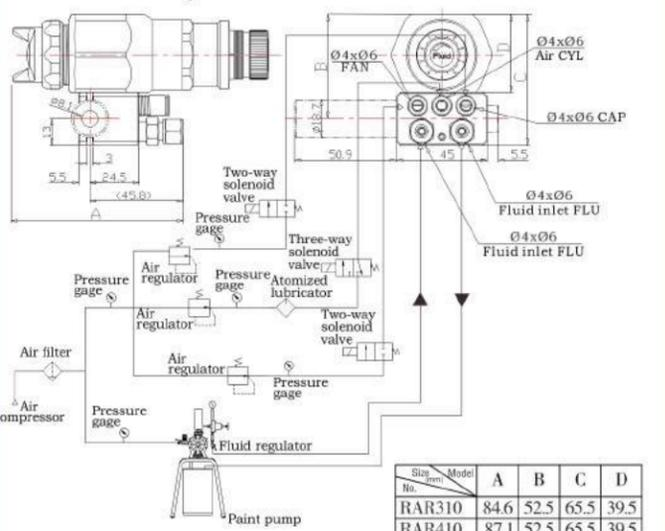 Ø4xØ6
FAN
Fluid
Ø4xØ6
Air CYL
Ø4xØ6 CAP
B
D
C
Ø8.1
Ø18.7
13
3
5.5
24.5
(45.8)
A
50.9
45
5.5
Ø4xØ6
Fluid inlet FLU
Ø4xØ6
Fluid inlet FLU
Two-way
solenoid
valve
Pressure
gage
Three-way
solenoid
valve
Air
regulator
Pressure
gage
Pressure
gage
Atomized
lubricator
Air
regulator
Two-way
solenoid
valve
Air filter
Air
regulator
Pressure
gage
Air
ompressor
Pressure
gage
Fluid regulator
Paint pump
Size (mm) Model
No. A B C D
RAR310 84.6 52.5 65.5 39.5
RAR410 87.1 52.5 65.5 39.5